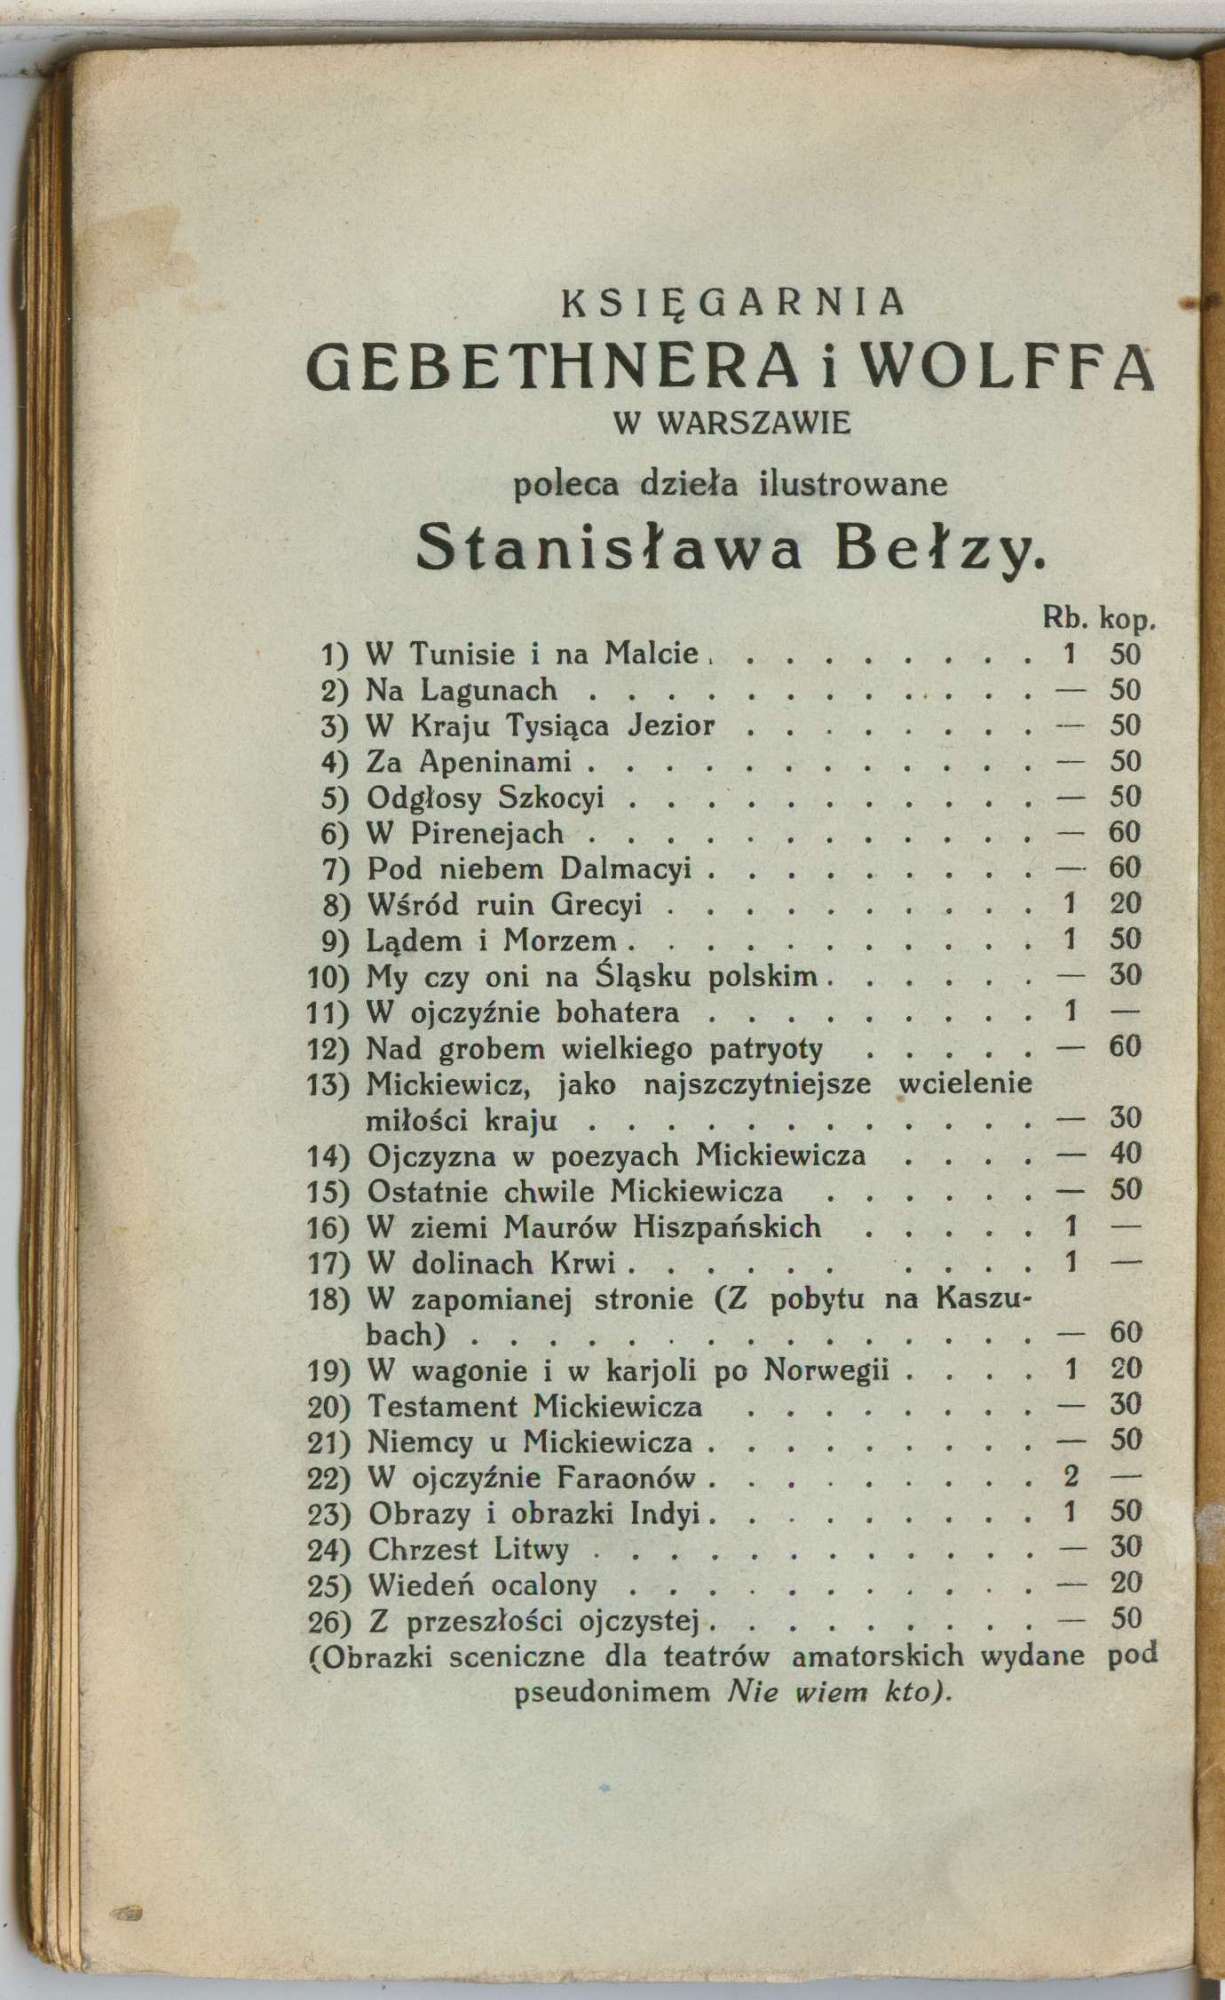 KSIĘGARNIA
GEBETHNERA i WOLFFA
W WARSZAWIE
poleca dzieła ilustrowane
Stanisława Bełzy.
Rb. kop.
1) W Tunisie i na Malcie . . . . . . . . . 1 50
2) Na Lagunach . . . . . . . . . . . . — 50
3) W Kraju Tysiąca Jezior . . . . . . . . — 50
4) Za Apeninami . . . . . . . . . . . . — 50
5) Odgłosy Szkocyi . . . . . . . . . . . — 50
6) W Pirenejach . . . . . . . . . . . . — 60
7) Pod niebem Dalmacyi . . . . . . . . . — 60
8) Wśród ruin Grecyi . . . . . . . . . . 1 20
9) Lądem i Morzem . . . . . . . . . . . 1 50
10) My czy oni na Śląsku polskim . . . . . . — 30
11) W ojczyźnie bohatera . . . . . . . . . 1 —
12) Nad grobem wielkiego patryoty . . . . . — 60
13) Mickiewicz, jako najszczytniejsze wcielenie
miłości kraju . . . . . . . . . . . . — 30
14) Ojczyzna w poezyach Mickiewicza . . . . — 40
15) Ostatnie chwile Mickiewicza . . . . . . — 50
16) W ziemi Maurów Hiszpańskich . . . . . 1 —
17) W dolinach Krwi . . . . . . . . . . 1 —
18) W zapomianej stronie (Z pobytu na Kaszu-
bach) . . . . . . . . . . . . . . . — 60
19) W wagonie i w karjoli po Norwegii . . . . 1 20
20) Testament Mickiewicza . . . . . . . . — 30
21) Niemcy u Mickiewicza . . . . . . . . . — 50
22) W ojczyźnie Faraonów . . . . . . . . . 2 —
23) Obrazy i obrazki Indyi . . . . . . . . . 1 50
24) Chrzest Litwy . . . . . . . . . . . . — 30
25) Wiedeń ocalony . . . . . . . . . . . — 20
26) Z przeszłości ojczystej . . . . . . . . . — 50
(Obrazki sceniczne dla teatrów amatorskich wydane pod
pseudonimem Nie wiem kto).